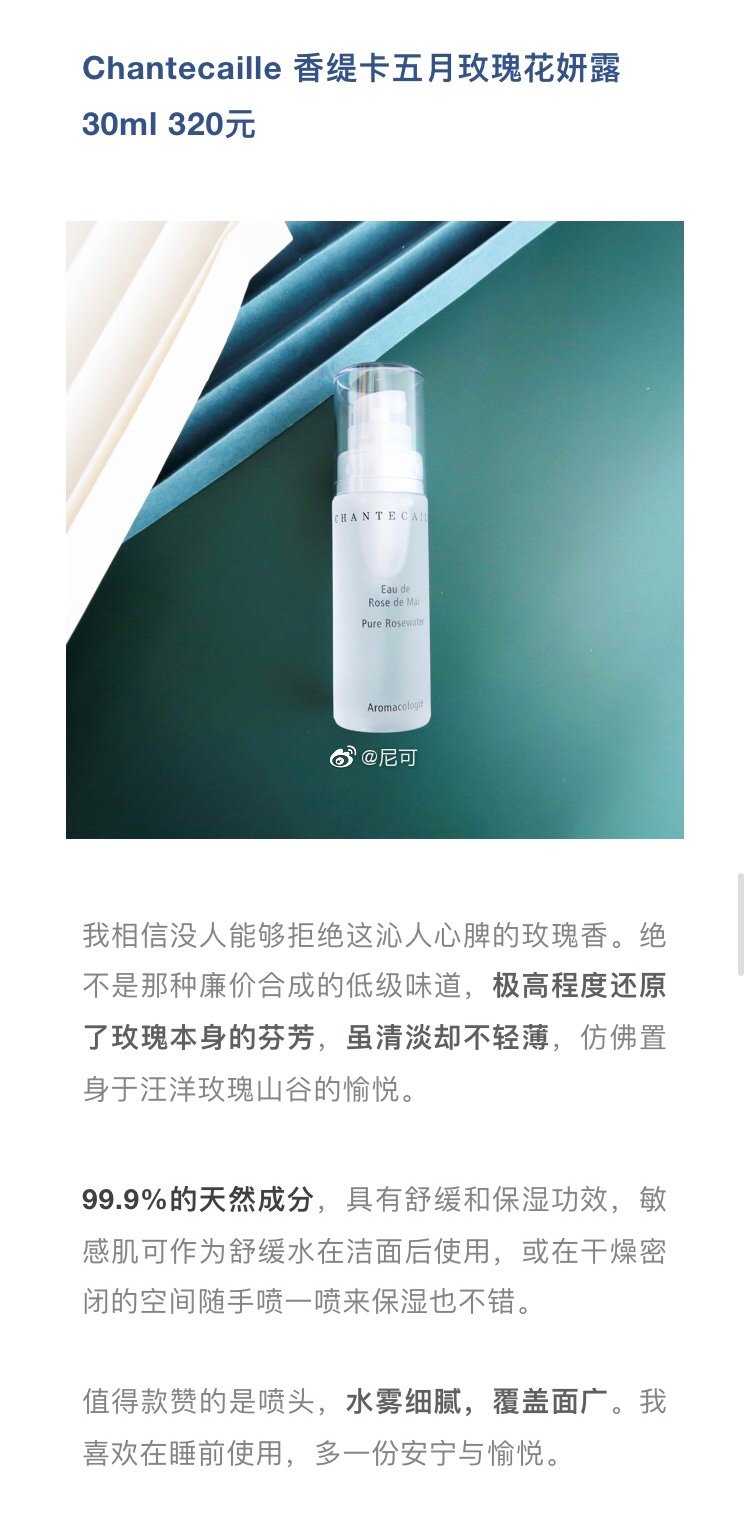 Chantecaille 香缇卡五月玫瑰花妍露
30ml 320元
CHANTECAIL
Eau de
Rose de Mai
Pure Rosewater
Aromacologie
@尼可
我相信没人能够拒绝这沁人心脾的玫瑰香。绝
不是那种廉价合成的低级味道，极高程度还原
了玫瑰本身的芬芳，虽清淡却不轻薄，仿佛置
身于汪洋玫瑰山谷的愉悦。
99.9%的天然成分，具有舒缓和保湿功效，敏
感肌可作为舒缓水在洁面后使用，或在干燥密
闭的空间随手喷一喷来保湿也不错。
值得款赞的是喷头，水雾细腻，覆盖面广。我
喜欢在睡前使用，多一份安宁与愉悦。